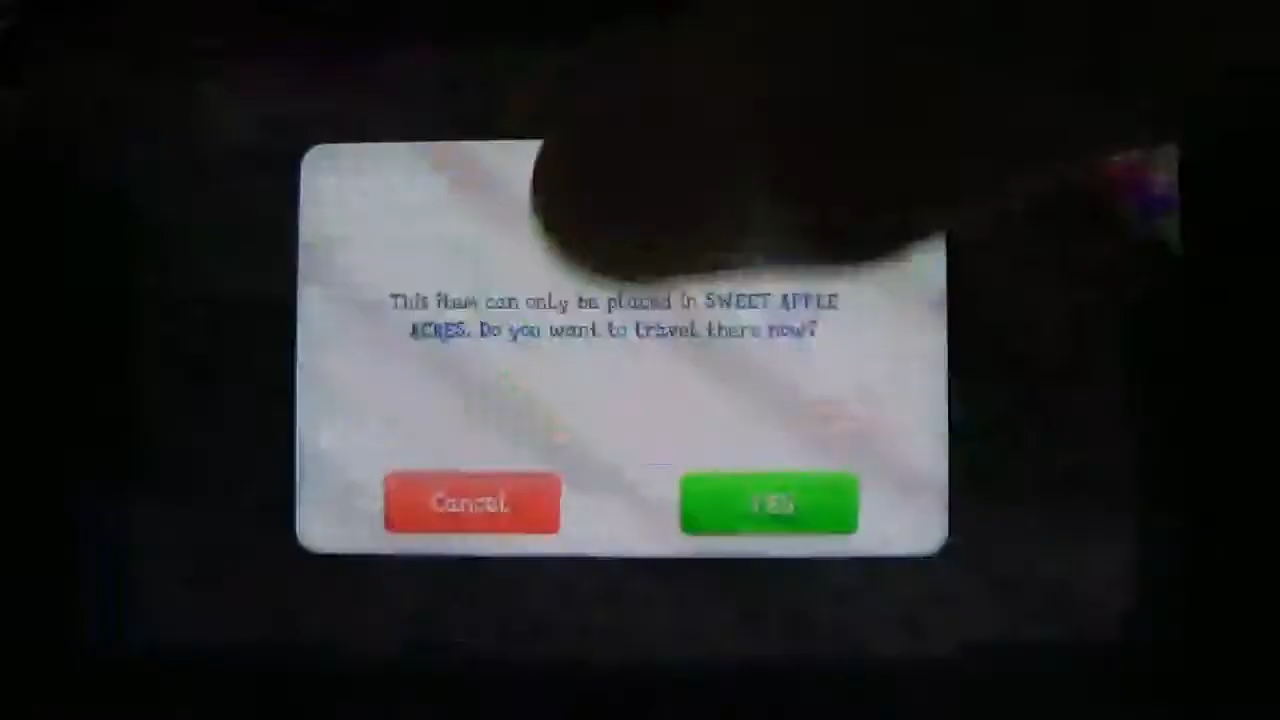 This item can only be placed in SWEET APPLE
ACRES. Do you want to travel there now?
Cancel
YES